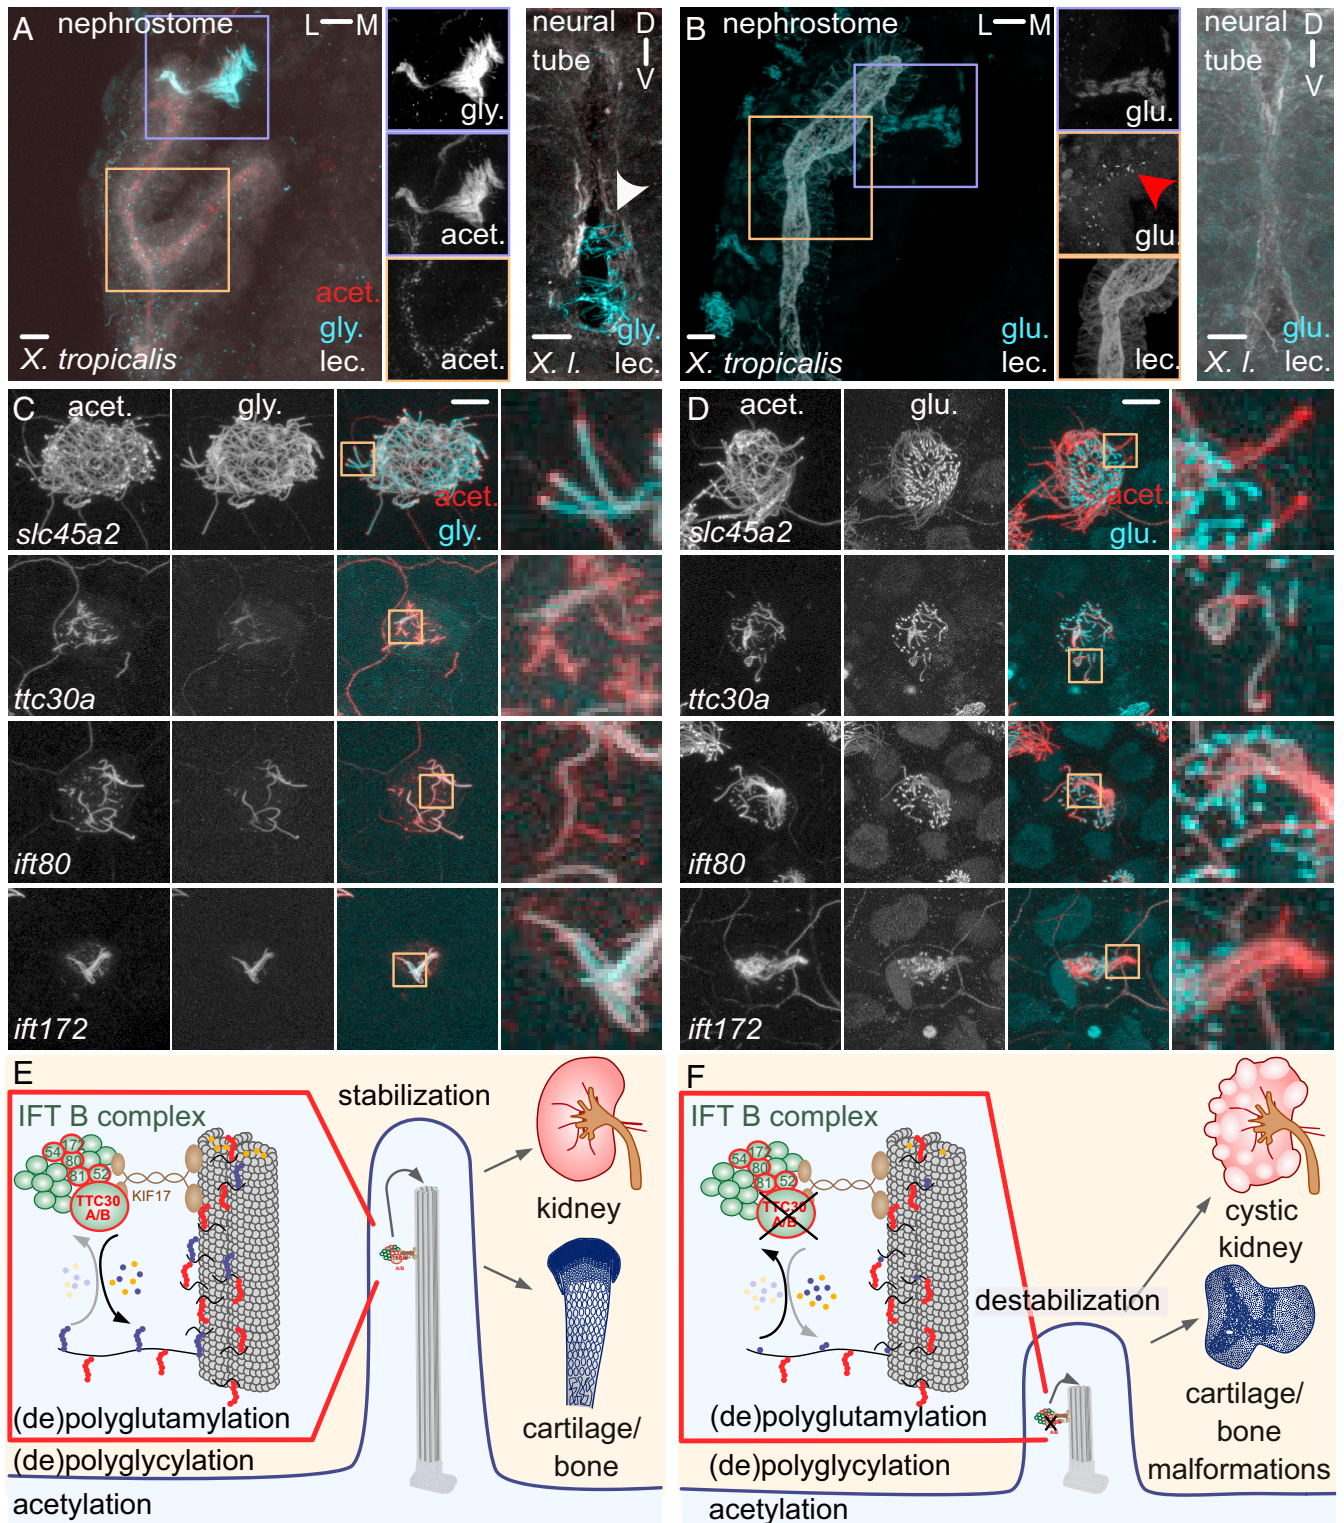 A nephrostome L M
gly.
acet.
acet.
acet.
gly.
lec.
X. tropicalis
neural tube
D
V
gly.
X. l. lec.
B nephrostome L M
glu.
glu.
lec.
glu.
lec.
X. tropicalis
neural tube
D
V
glu.
X. l. lec.
C acet. gly.
acet.
gly.
slc45a2
ttc30a
ift80
ift172
D acet. glu.
acet.
glu.
slc45a2
ttc30a
ift80
ift172
E
IFT B complex
54 172
80
81 52
TTC30
A/B
KIF17
stabilization
kidney
cartilage/
bone
A/B
(de)polyglutamylation
(de)polyglycylation
acetylation
F
IFT B complex
54 172
80
81 52
TTC30
A/B
destabilization
cystic
kidney
cartilage/
bone
malformations
A/B
(de)polyglutamylation
(de)polyglycylation
acetylation